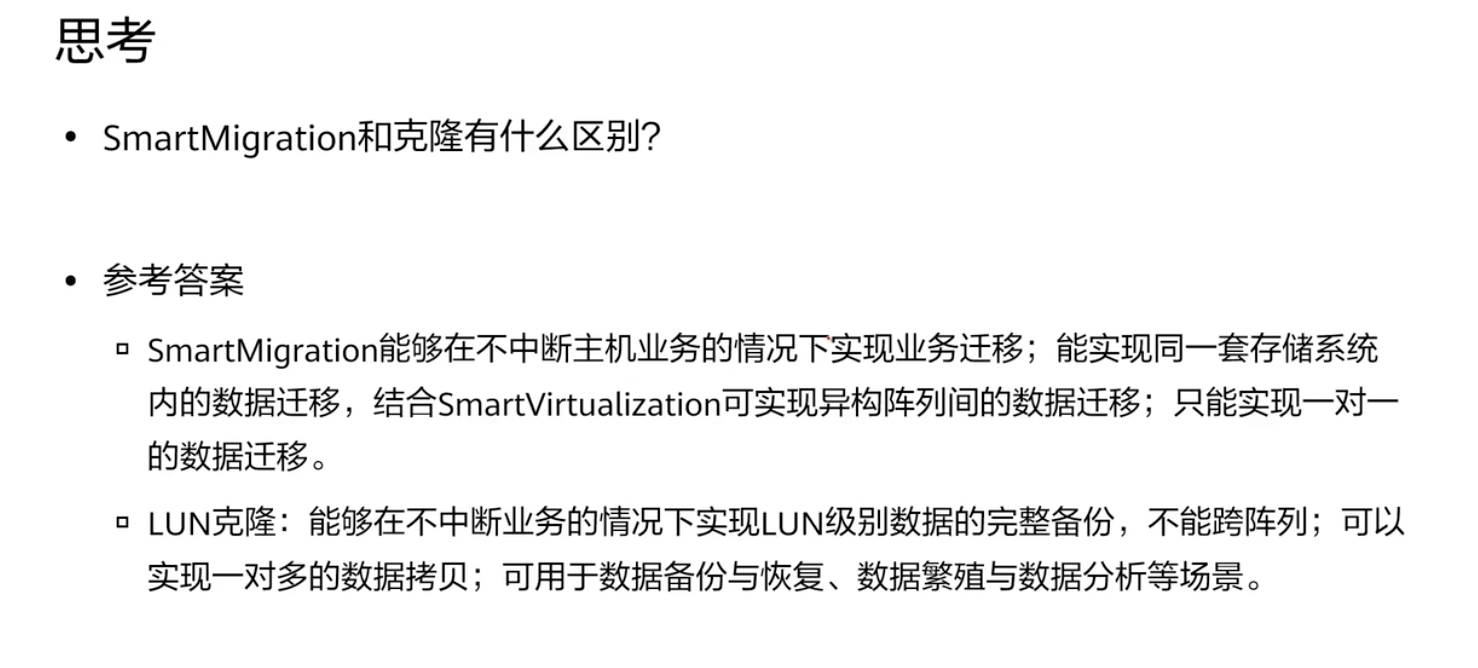 思考
• SmartMigration和克隆有什么区别？
• 参考答案
▫ SmartMigration能够在不中断主机业务的情况下实现业务迁移；能实现同一套存储系统
内的数据迁移，结合SmartVirtualization可实现异构阵列间的数据迁移；只能实现一对一
的数据迁移。
▫ LUN克隆：能够在不中断业务的情况下实现LUN级别数据的完整备份，不能跨阵列；可以
实现一对多的数据拷贝；可用于数据备份与恢复、数据繁殖与数据分析等场景。